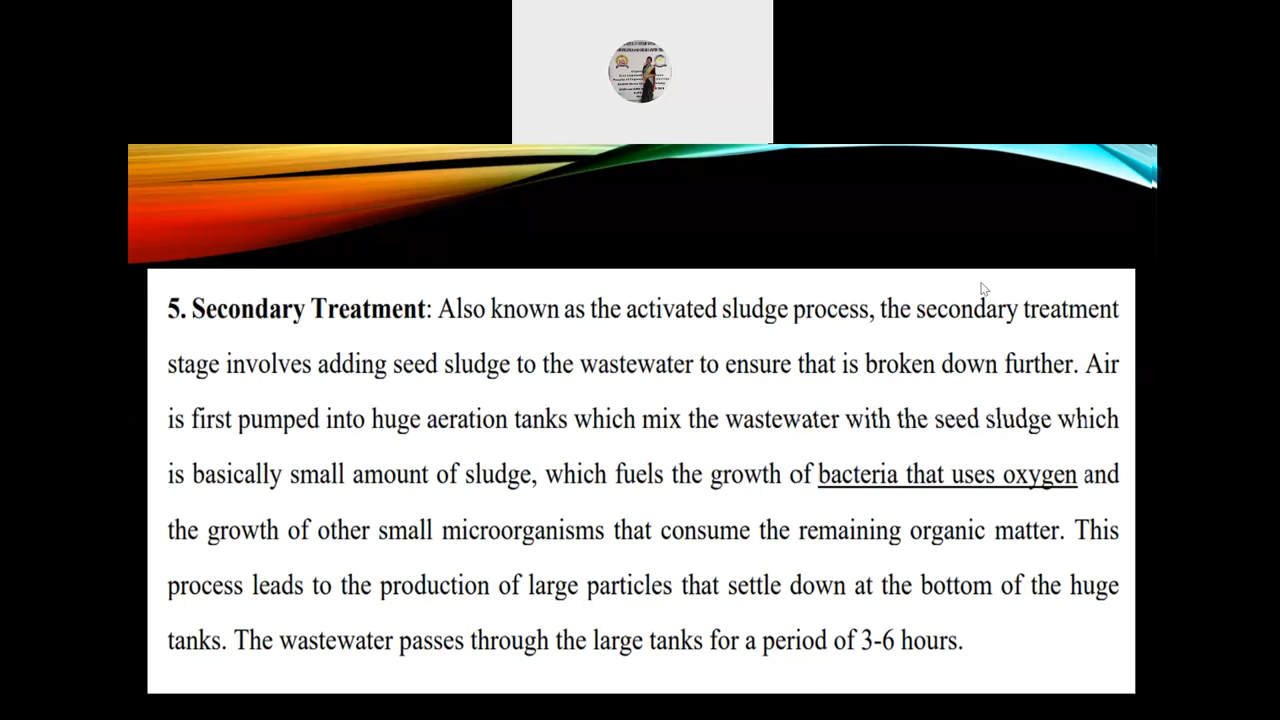 5. Secondary Treatment: Also known as the activated sludge process, the secondary treatment
stage involves adding seed sludge to the wastewater to ensure that is broken down further. Air
is first pumped into huge aeration tanks which mix the wastewater with the seed sludge which
is basically small amount of sludge, which fuels the growth of bacteria that uses oxygen and
the growth of other small microorganisms that consume the remaining organic matter. This
process leads to the production of large particles that settle down at the bottom of the huge
tanks. The wastewater passes through the large tanks for a period of 3-6 hours.